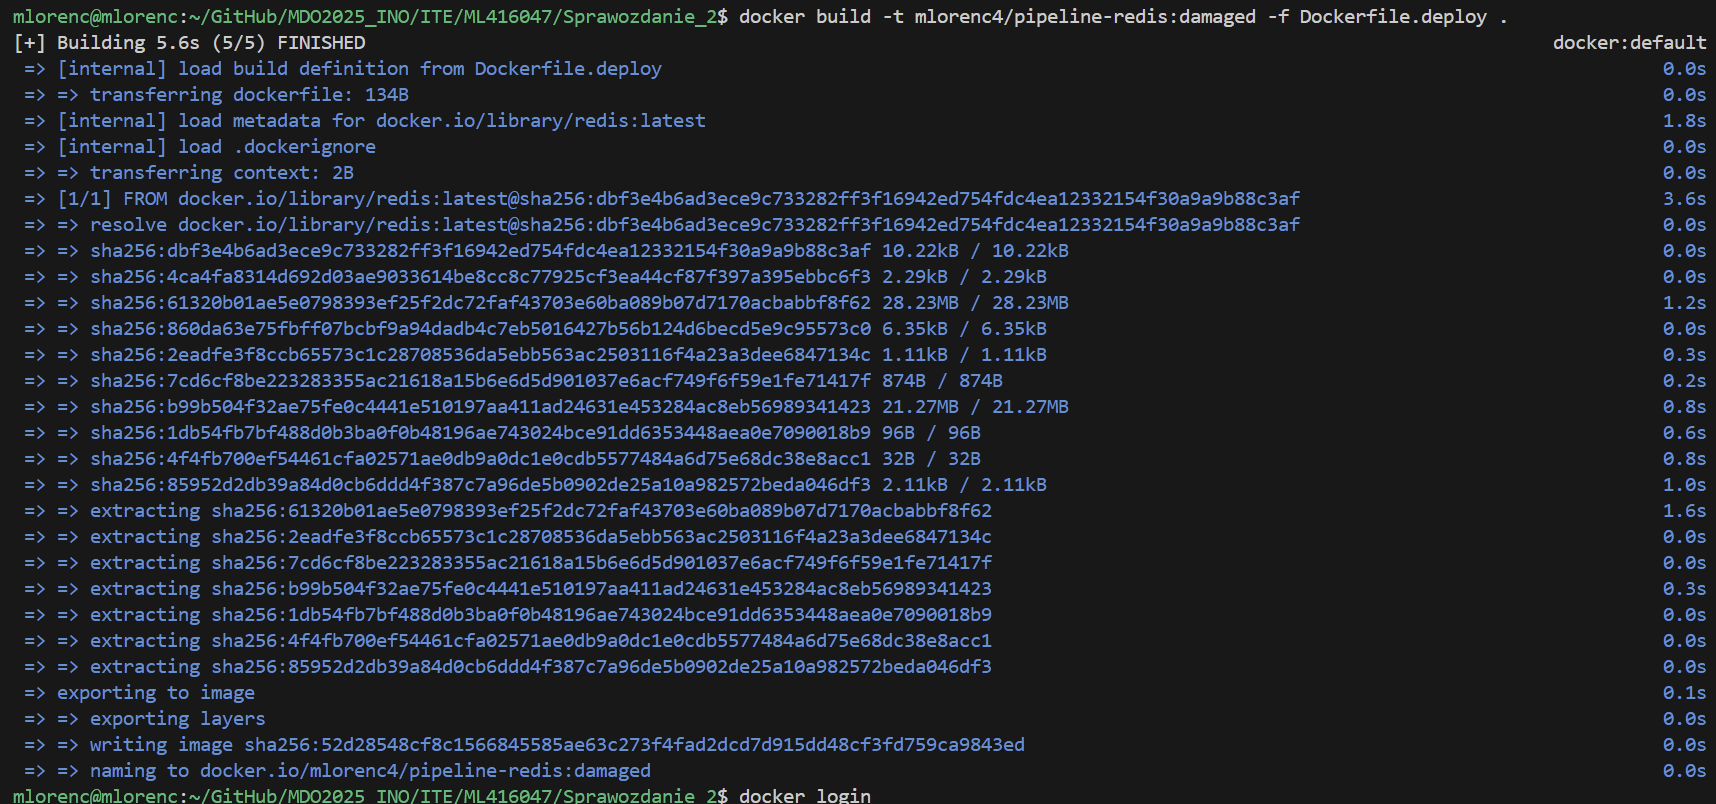 mlorenc@mlorenc:~/GitHub/MDO2025_INO/ITE/ML416047/Sprawozdanie_2$ docker build -t mlorenc4/pipeline-redis:damaged -f Dockerfile.deploy .
[+] Building 5.6s (5/5) FINISHED docker:default
=> [internal] load build definition from Dockerfile.deploy 0.0s
=> => transferring dockerfile: 134B 0.0s
=> [internal] load metadata for docker.io/library/redis:latest 1.8s
=> [internal] load .dockerignore 0.0s
=> => transferring context: 2B 0.0s
=> [1/1] FROM docker.io/library/redis:latest@sha256:dbf3e4b6ad3ece9c733282ff3f16942ed754fdc4ea12332154f30a9a9b88c3af 3.6s
=> => resolve docker.io/library/redis:latest@sha256:dbf3e4b6ad3ece9c733282ff3f16942ed754fdc4ea12332154f30a9a9b88c3af 0.0s
=> => sha256:dbf3e4b6ad3ece9c733282ff3f16942ed754fdc4ea12332154f30a9a9b88c3af 10.22kB / 10.22kB 0.0s
=> => sha256:4ca4fa8314d692d03ae9033614be8cc8c77925cf3ea44cf87f397a395ebbc6f3 2.29kB / 2.29kB 0.0s
=> => sha256:61320b01ae5e0798393ef25f2dc72faf43703e60ba089b07d7170acbabbf8f62 28.23MB / 28.23MB 1.2s
=> => sha256:860da63e75fbff07bcbf9a94dadb4c7eb5016427b56b124d6becd5e9c95573c0 6.35kB / 6.35kB 0.0s
=> => sha256:2eadfe3f8ccb65573c1c28708536da5ebb563ac2503116f4a23a3dee6847134c 1.11kB / 1.11kB 0.3s
=> => sha256:7cd6cf8be223283355ac21618a15b6e6d5d901037e6acf749f6f59e1fe71417f 874B / 874B 0.2s
=> => sha256:b99b504f32ae75fe0c4441e510197aa411ad24631e453284ac8eb56989341423 21.27MB / 21.27MB 0.8s
=> => sha256:1db54fb7bf488d0b3ba0f0b48196ae743024bce91dd6353448aea0e7090018b9 96B / 96B 0.6s
=> => sha256:4f4fb700ef54461cfa02571ae0db9a0dc1e0cdb5577484a6d75e68dc38e8acc1 32B / 32B 0.8s
=> => sha256:85952d2db39a84d0cb6ddd4f387c7a96de5b0902de25a10a982572beda046df3 2.11kB / 2.11kB 1.0s
=> => extracting sha256:61320b01ae5e0798393ef25f2dc72faf43703e60ba089b07d7170acbabbf8f62 1.6s
=> => extracting sha256:2eadfe3f8ccb65573c1c28708536da5ebb563ac2503116f4a23a3dee6847134c 0.0s
=> => extracting sha256:7cd6cf8be223283355ac21618a15b6e6d5d901037e6acf749f6f59e1fe71417f 0.0s
=> => extracting sha256:b99b504f32ae75fe0c4441e510197aa411ad24631e453284ac8eb56989341423 0.3s
=> => extracting sha256:1db54fb7bf488d0b3ba0f0b48196ae743024bce91dd6353448aea0e7090018b9 0.0s
=> => extracting sha256:4f4fb700ef54461cfa02571ae0db9a0dc1e0cdb5577484a6d75e68dc38e8acc1 0.0s
=> => extracting sha256:85952d2db39a84d0cb6ddd4f387c7a96de5b0902de25a10a982572beda046df3 0.0s
=> exporting to image 0.1s
=> => exporting layers 0.0s
=> => writing image sha256:52d28548cf8c1566845585ae63c273f4fad2dcd7d915dd48cf3fd759ca9843ed 0.0s
=> => naming to docker.io/mlorenc4/pipeline-redis:damaged 0.0s
mlorenc@mlorenc:~/GitHub/MDO2025_INO/ITE/ML416047/Sprawozdanie_2$ docker login